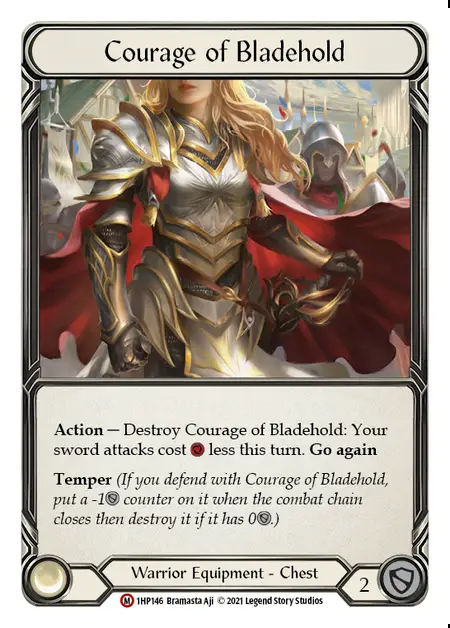 Courage of Bladehold
Action — Destroy Courage of Bladehold: Your
sword attacks cost less this turn. Go again
Temper (If you defend with Courage of Bladehold,
put a -1 counter on it when the combat chain
closes then destroy it if it has 0.)
Warrior Equipment - Chest
2
M 1HP146 Bramasta Aji © 2021 Legend Story Studios